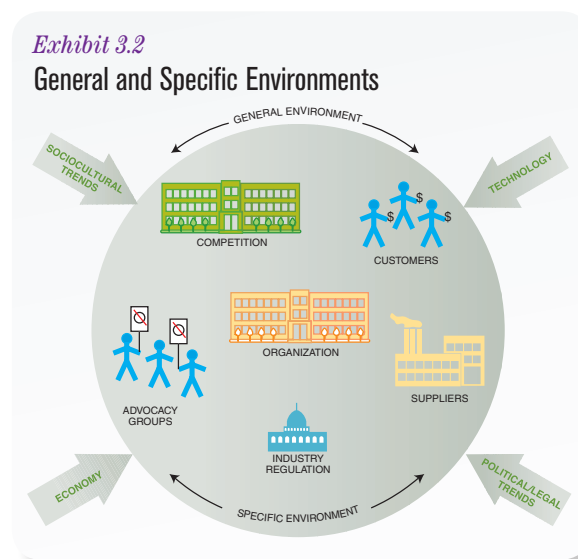 Exhibit 3.2
General and Specific Environments
GENERAL ENVIRONMENT
SOCIOCULTURAL
TRENDS
TECHNOLOGY
COMPETITION
$
$
$
CUSTOMERS
ORGANIZATION
ADVOCACY
GROUPS
SUPPLIERS
INDUSTRY
REGULATION
ECONOMY
SPECIFIC ENVIRONMENT
POLITICAL/LEGAL
TRENDS